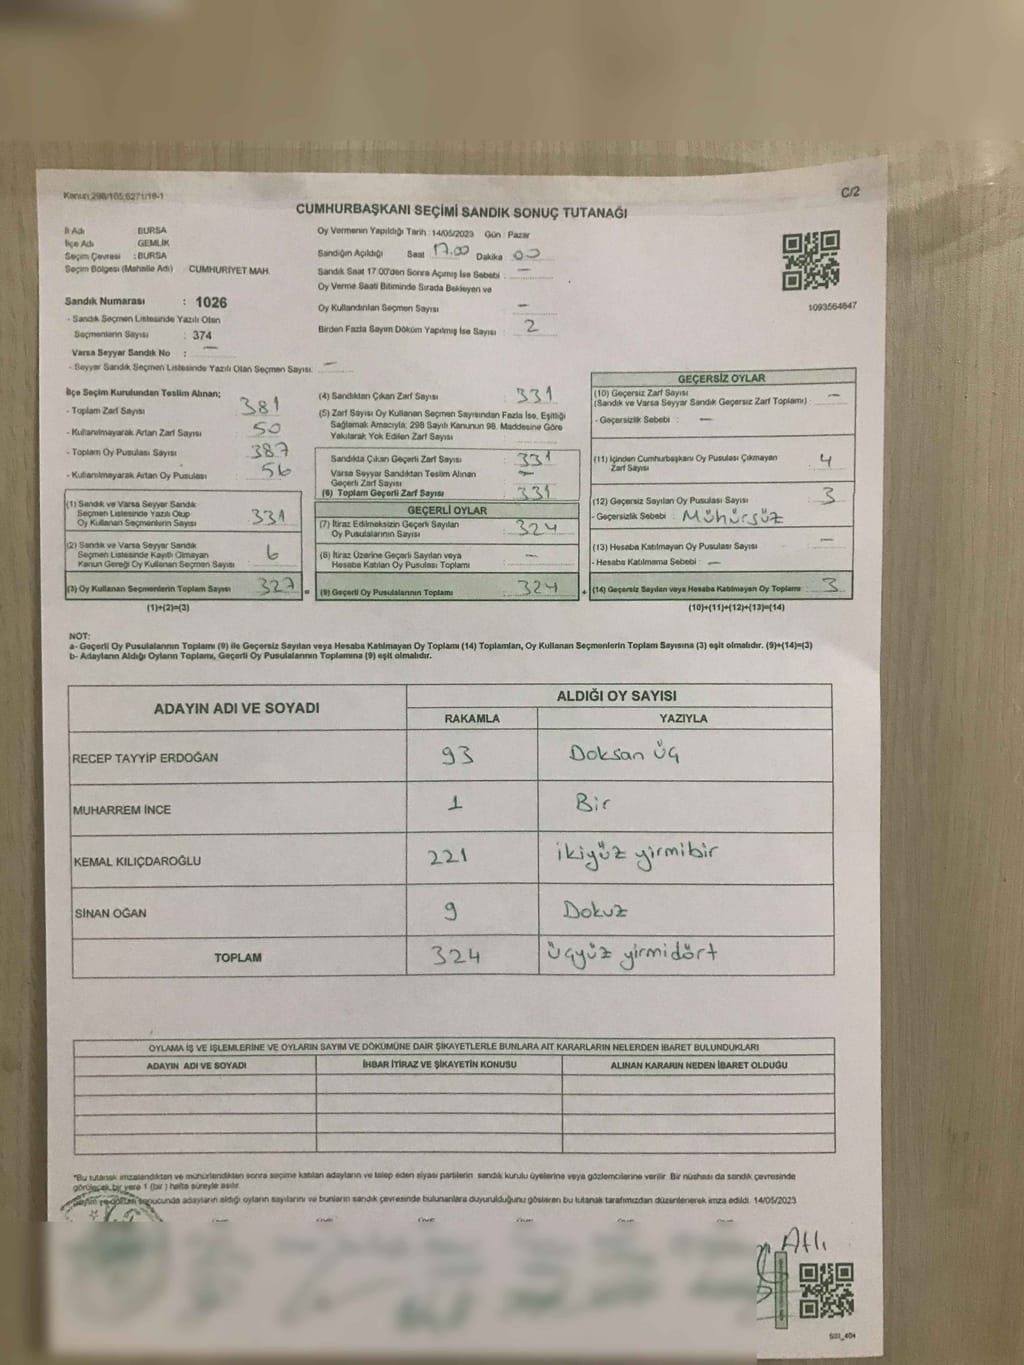 Kanun:298/105;6271/18-1
C/2
CUMHURBAŞKANI SEÇİMİ SANDIK SONUÇ TUTANAĞI
İl Adı BURSA
İlçe Adı GEMLİK
Seçim Çevresi : BURSA
Seçim Bölgesi (Mahalle Adı) : CUMHURİYET MAH.
Sandık Numarası : 1026
- Sandık Seçmen Listesinde Yazılı Olan
Seçmenlerin Sayısı : 374
Varsa Seyyar Sandık No : —
- Seyyar Sandık Seçmen Listesinde Yazılı Olan Seçmen Sayısı: —
Oy Vermenin Yapıldığı Tarih : 14/05/2023 Gün : Pazar
Sandığın Açıldığı Saat 17.00 Dakika 00
Sandık Saat 17.00'den Sonra Açılmış İse Sebebi : —
Oy Verme Saati Bitiminde Sırada Bekleyen ve
Oy Kullandırılan Seçmen Sayısı : —
Birden Fazla Sayım Döküm Yapılmış İse Sayısı : 2
1093564847
İlçe Seçim Kurulundan Teslim Alınan;
- Toplam Zarf Sayısı 381
- Kullanılmayarak Artan Zarf Sayısı 50
- Toplam Oy Pusulası Sayısı 387
- Kullanılmayarak Artan Oy Pusulası 56
(1) Sandık ve Varsa Seyyar Sandık
Seçmen Listesinde Yazılı Olup
Oy Kullanan Seçmenlerin Sayısı : 331
(2) Sandık ve Varsa Seyyar Sandık
Seçmen Listesinde Kayıtlı Olmayan
Kanun Gereği Oy Kullanan Seçmen Sayısı : 6
(3) Oy Kullanan Seçmenlerin Toplam Sayısı : 327 =
(1)+(2)=(3)
(4) Sandıktan Çıkan Zarf Sayısı : 331
(5) Zarf Sayısı Oy Kullanan Seçmen Sayısından Fazla İse, Eşitliği
Sağlamak Amacıyla; 298 Sayılı Kanunun 98. Maddesine Göre
Yakılarak Yok Edilen Zarf Sayısı :
Sandıkta Çıkan Geçerli Zarf Sayısı : 331
Varsa Seyyar Sandıktan Teslim Alınan
Geçerli Zarf Sayısı : —
(6) Toplam Geçerli Zarf Sayısı : 331
GEÇERLİ OYLAR
(7) İtiraz Edilmeksizin Geçerli Sayılan
Oy Pusulalarının Sayısı : 324
(8) İtiraz Üzerine Geçerli Sayılan veya
Hesaba Katılan Oy Pusulası Toplamı : —
(9) Geçerli Oy Pusulalarının Toplamı : 324 +
GEÇERSİZ OYLAR
(10) Geçersiz Zarf Sayısı
(Sandık ve Varsa Seyyar Sandık Geçersiz Zarf Toplamı) : —
- Geçersizlik Sebebi : —
(11) İçinden Cumhurbaşkanı Oy Pusulası Çıkmayan
Zarf Sayısı : 4
(12) Geçersiz Sayılan Oy Pusulası Sayısı : 3
- Geçersizlik Sebebi : Mühürsüz
(13) Hesaba Katılmayan Oy Pusulası Sayısı : —
- Hesaba Katılmama Sebebi : —
(14) Geçersiz Sayılan veya Hesaba Katılmayan Oy Toplamı : 3
(10)+(11)+(12)+(13)=(14)
NOT:
a- Geçerli Oy Pusulalarının Toplamı (9) ile Geçersiz Sayılan veya Hesaba Katılmayan Oy Toplamı (14) Toplamları, Oy Kullanan Seçmenlerin Toplam Sayısına (3) eşit olmalıdır. (9)+(14)=(3)
b- Adayların Aldığı Oyların Toplamı, Geçerli Oy Pusulalarının Toplamına (9) eşit olmalıdır.
ADAYIN ADI VE SOYADI
ALDIĞI OY SAYISI
RAKAMLA YAZIYLA
RECEP TAYYİP ERDOĞAN 93 Doksan üç
MUHARREM İNCE 1 Bir
KEMAL KILIÇDAROĞLU 221 ikiyüz yirmibir
SİNAN OĞAN 9 Dokuz
TOPLAM 324 üçyüz yirmidört
OYLAMA İŞ VE İŞLEMLERİNE VE OYLARIN SAYIM VE DÖKÜMÜNE DAİR ŞİKAYETLERLE BUNLARA AİT KARARLARIN NELERDEN İBARET BULUNDUKLARI
ADAYIN ADI VE SOYADI İHBAR İTİRAZ VE ŞİKAYETİN KONUSU ALINAN KARARIN NEDEN İBARET OLDUĞU
*Bu tutanak imzalandıktan ve mühürlendikten sonra seçime katılan adayların ve talep eden siyasi partilerin sandık kurulu üyelerine veya gözlemcilerine verilir. Bir nüshası da sandık çevresinde
görülecek bir yere 1 (bir) hafta süreyle asılır.
sonucunda adayların aldığı oyların sayılarını ve bunların sandık çevresinde bulunanlara duyurulduğunu gösteren bu tutanak tarafımızdan düzenlenerek imza edildi. 14/05/2023
Atlı